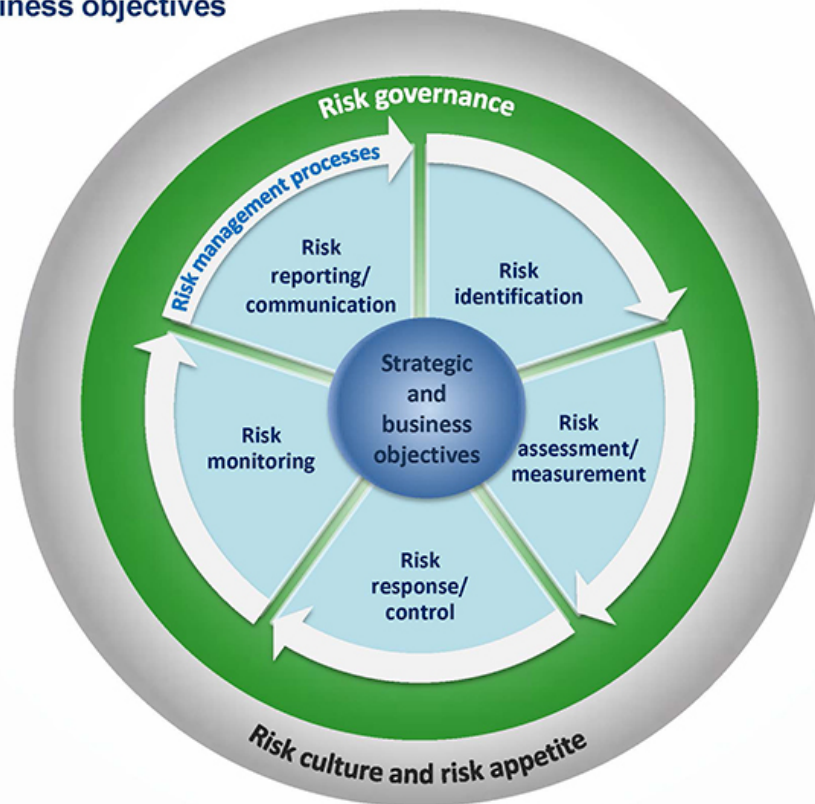 iness objectives
Risk governance
Risk management processes
Risk
reporting/
communication
Risk
identification
Strategic
and
business
objectives
Risk
monitoring
Risk
assessment/
measurement
Risk
response/
control
Risk culture and risk appetite